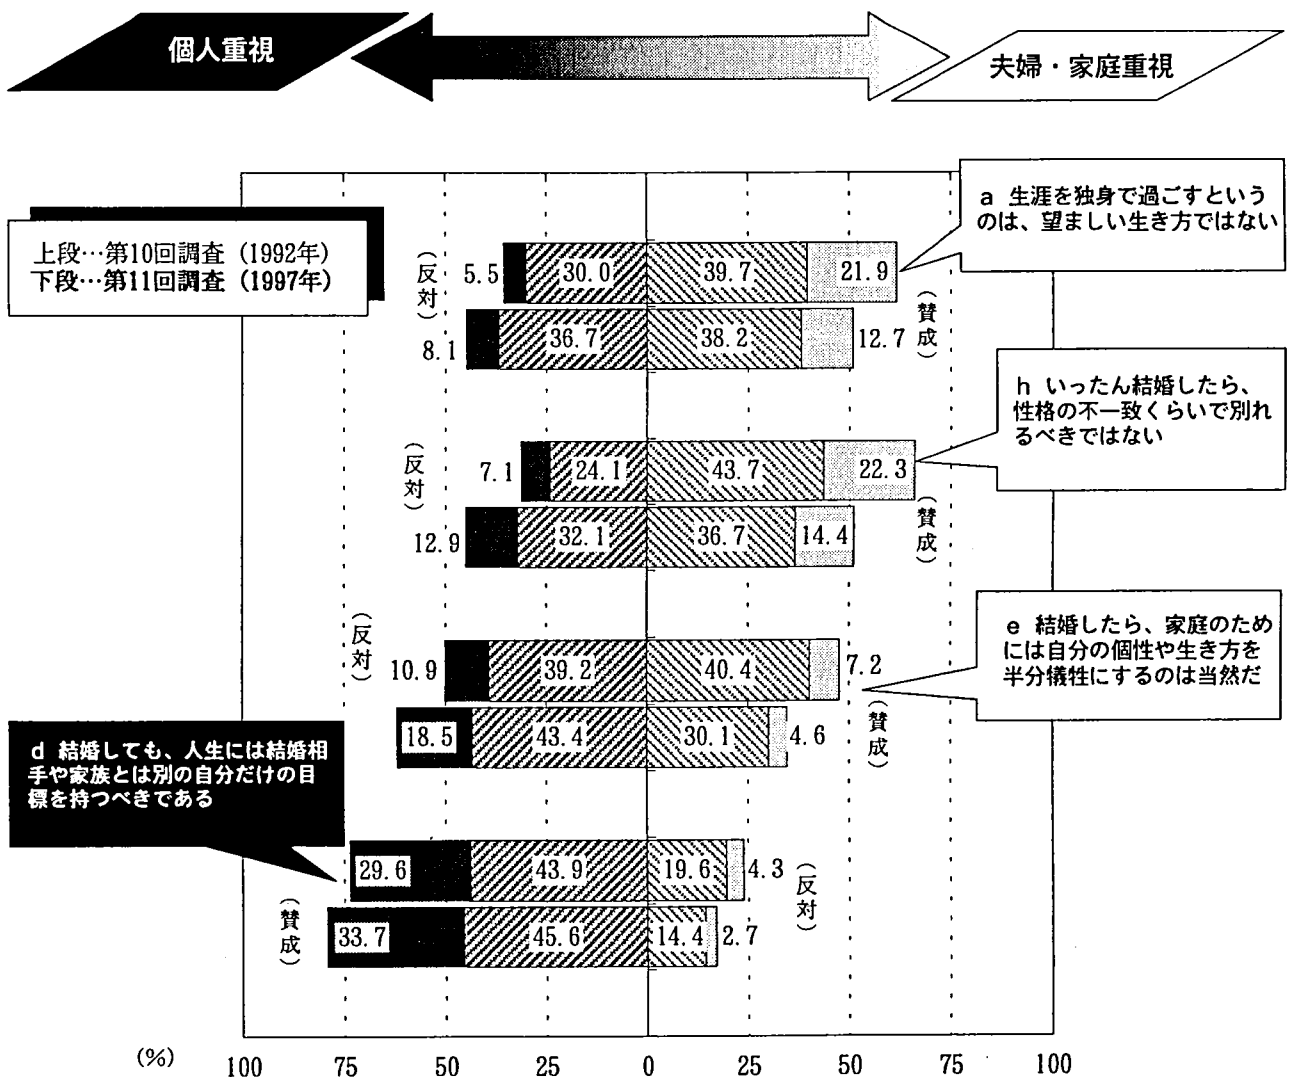 個人重視
夫婦・家庭重視
a 生涯を独身で過ごすという
のは、望ましい生き方ではない
上段…第10回調査 (1992年)
下段…第11回調査 (1997年)
(反対)
5.5 30.0 39.7 21.9
(賛成)
8.1 36.7 38.2 12.7
h いったん結婚したら、
性格の不一致くらいで別れ
るべきではない
(反対)
7.1 24.1 43.7 22.3
(賛成)
12.9 32.1 36.7 14.4
e 結婚したら、家庭のため
には自分の個性や生き方を
半分犠牲にするのは当然だ
(反対)
10.9 39.2 40.4 7.2
(賛成)
18.5 43.4 30.1 4.6
d 結婚しても、人生には結婚相
手や家族とは別の自分だけの目
標を持つべきである
29.6 43.9 19.6 4.3
(反対)
(賛成)
33.7 45.6 14.4 2.7
(%) 100 75 50 25 0 25 50 75 100